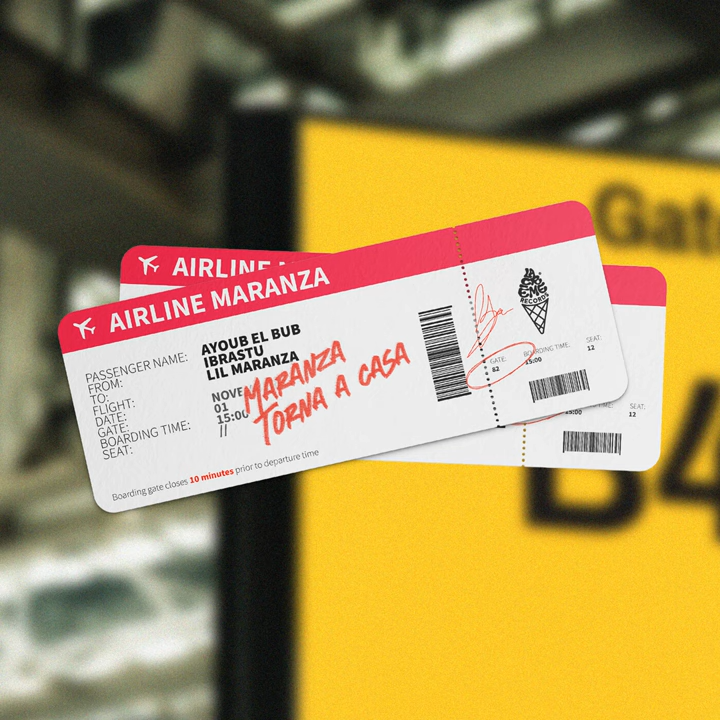 Gate
AIRLINE M
AIRLINE MARANZA
PASSENGER NAME:
FROM:
TO:
FLIGHT:
DATE:
GATE:
BOARDING TIME:
SEAT:
AYOUB EL BUB
IBRASTU
LIL MARANZA
NOVE
01
15:00
//
MARANZA
TORNA A CASA
Boarding gate closes 10 minutes prior to departure time
RECORDS
GATE:
82
BOARDING TIME:
15:00
SEAT:
12
15:00
SEAT:
12
B4